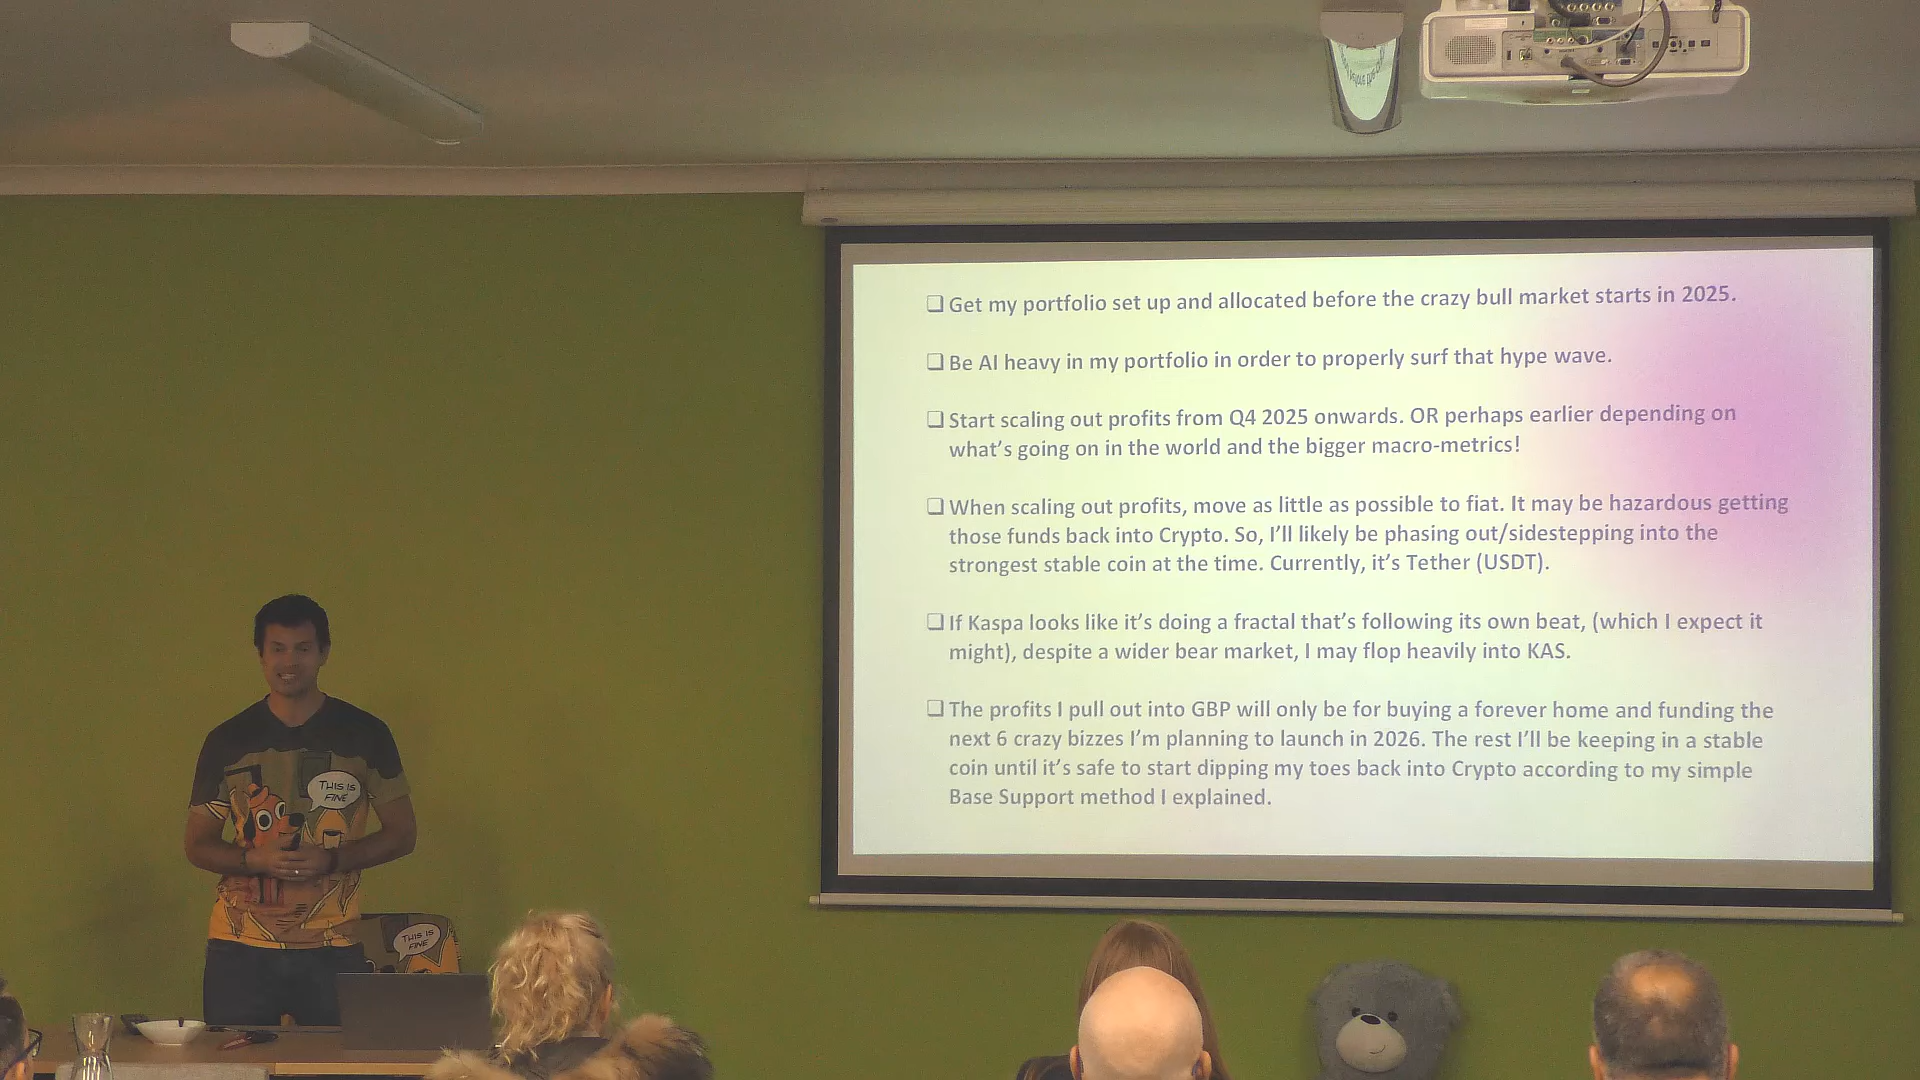 ❑ Get my portfolio set up and allocated before the crazy bull market starts in 2025.
❑ Be AI heavy in my portfolio in order to properly surf that hype wave.
❑ Start scaling out profits from Q4 2025 onwards. OR perhaps earlier depending on
what's going on in the world and the bigger macro-metrics!
❑ When scaling out profits, move as little as possible to fiat. It may be hazardous getting
those funds back into Crypto. So, I'll likely be phasing out/sidestepping into the
strongest stable coin at the time. Currently, it's Tether (USDT).
❑ If Kaspa looks like it's doing a fractal that's following its own beat, (which I expect it
might), despite a wider bear market, I may flop heavily into KAS.
❑ The profits I pull out into GBP will only be for buying a forever home and funding the
next 6 crazy bizzes I'm planning to launch in 2026. The rest I'll be keeping in a stable
coin until it's safe to start dipping my toes back into Crypto according to my simple
Base Support method I explained.
THIS IS
FINE
THIS IS
FINE